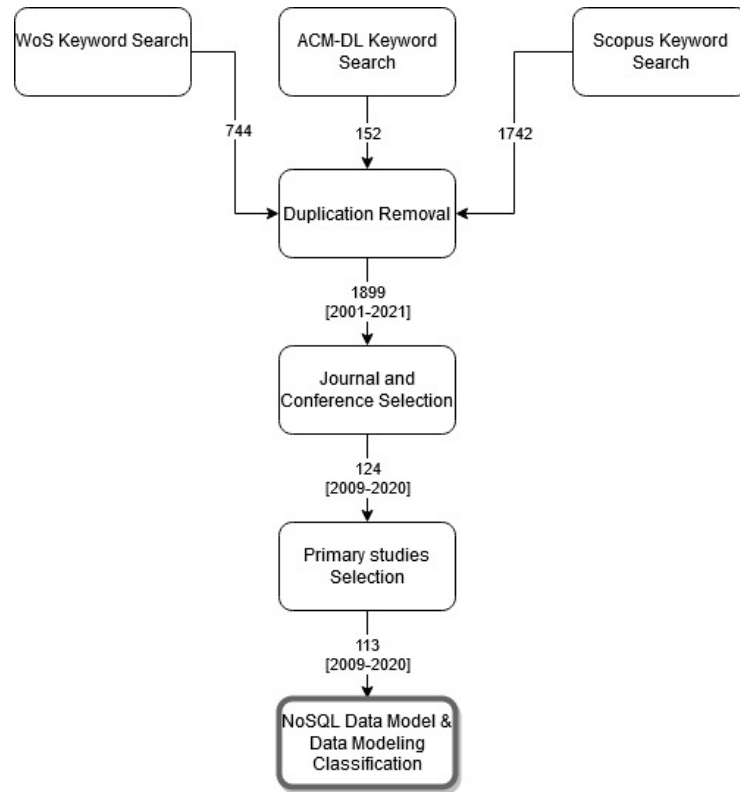 WoS Keyword Search
ACM-DL Keyword
Search
Scopus Keyword
Search
744
152
1742
Duplication Removal
1899
[2001-2021]
Journal and
Conference Selection
124
[2009-2020]
Primary studies
Selection
113
[2009-2020]
NoSQL Data Model &
Data Modeling
Classification